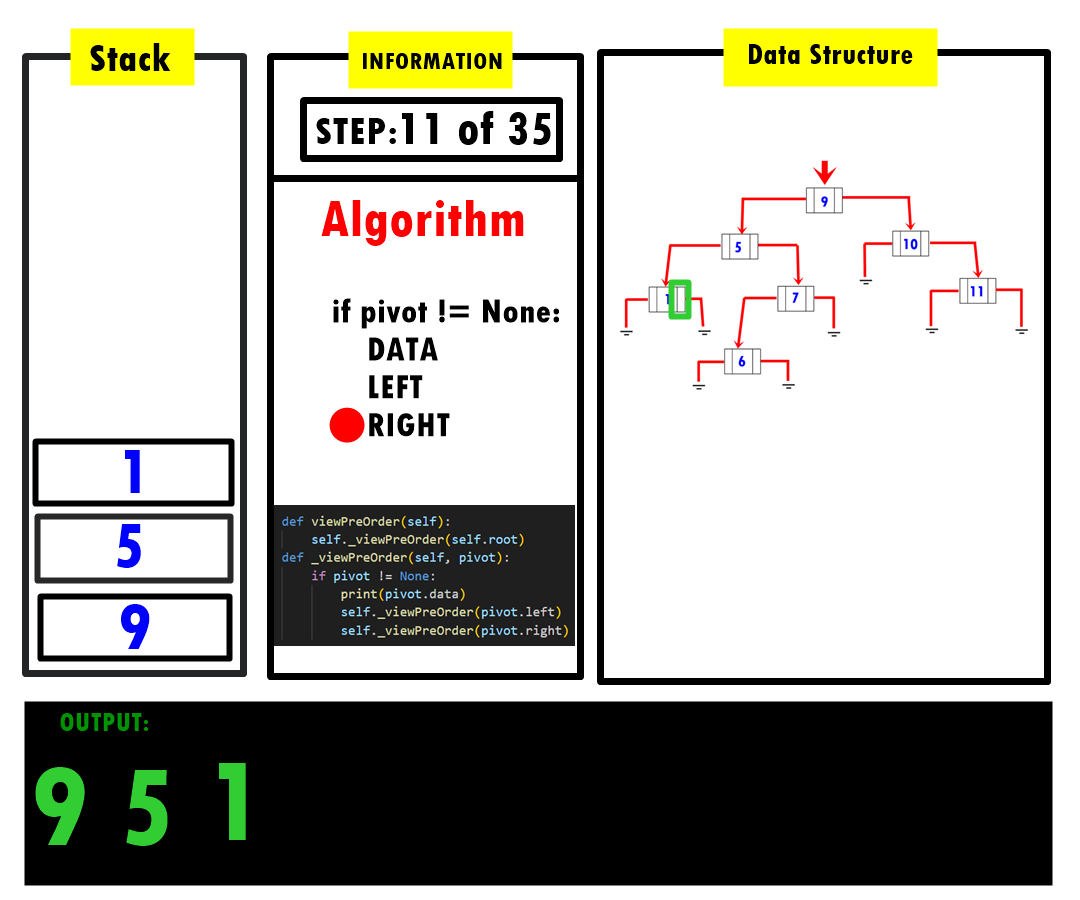 Stack
1
5
9
INFORMATION
STEP:11 of 35
Algorithm
if pivot != None:
DATA
LEFT
RIGHT
def viewPreOrder(self):
self._viewPreOrder(self.root)
def _viewPreOrder(self, pivot):
if pivot != None:
print(pivot.data)
self._viewPreOrder(pivot.left)
self._viewPreOrder(pivot.right)
Data Structure
9
5
10
1
7
11
6
OUTPUT:
9 5 1